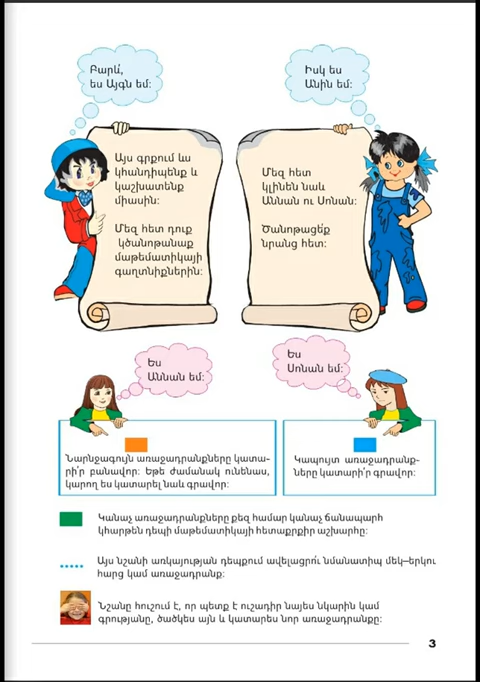 Բարև՛,
ես Այգն եմ։
Իսկ ես
Անին եմ։
Այս գրքում ևս
կհանդիպենք և
կաշխատենք
միասին։
Մեզ հետ դուք
կծանոթանաք
մաթեմատիկայի
գաղտնիքներին։
Մեզ հետ
կլինեն նաև
Աննան ու Սոնան։
Ծանոթացե՛ք
նրանց հետ։
Ես
Աննան եմ։
Ես
Սոնան եմ։
Նարնջագույն առաջադրանքները կատա-
րի՛ր բանավոր։ Եթե ժամանակ ունենաս,
կարող ես կատարել նաև գրավոր։
Կապույտ առաջադրանք-
ները կատարի՛ր գրավոր։
Կանաչ առաջադրանքները քեզ համար կանաչ ճանապարհ
կհարթեն դեպի մաթեմատիկայի հետաքրքիր աշխարհը։
Այս նշանի առկայության դեպքում ավելացրո՛ւ նմանատիպ մեկ–երկու
հարց կամ առաջադրանք։
Նշանը հուշում է, որ պետք է ուշադիր նայես նկարին կամ
գրությանը, ծածկես այն և կատարես նոր առաջադրանքը։
3